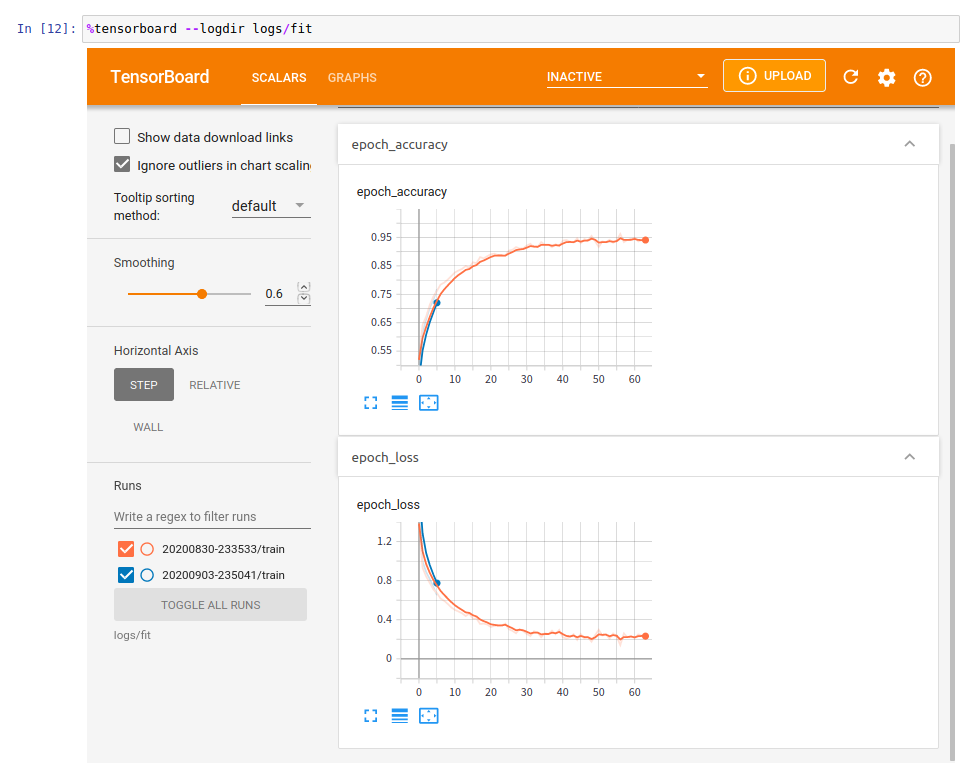 In [12]: %tensorboard --logdir logs/fit
TensorBoard SCALARS GRAPHS INACTIVE UPLOAD
Show data download links
Ignore outliers in chart scalin
Tooltip sorting
method:
default
Smoothing
0.6
Horizontal Axis
STEP RELATIVE
WALL
Runs
Write a regex to filter runs
20200830-233533/train
20200903-235041/train
TOGGLE ALL RUNS
logs/fit
epoch_accuracy
epoch_accuracy
0.95
0.85
0.75
0.65
0.55
0 10 20 30 40 50 60
epoch_loss
epoch_loss
1.2
0.8
0.4
0
0 10 20 30 40 50 60